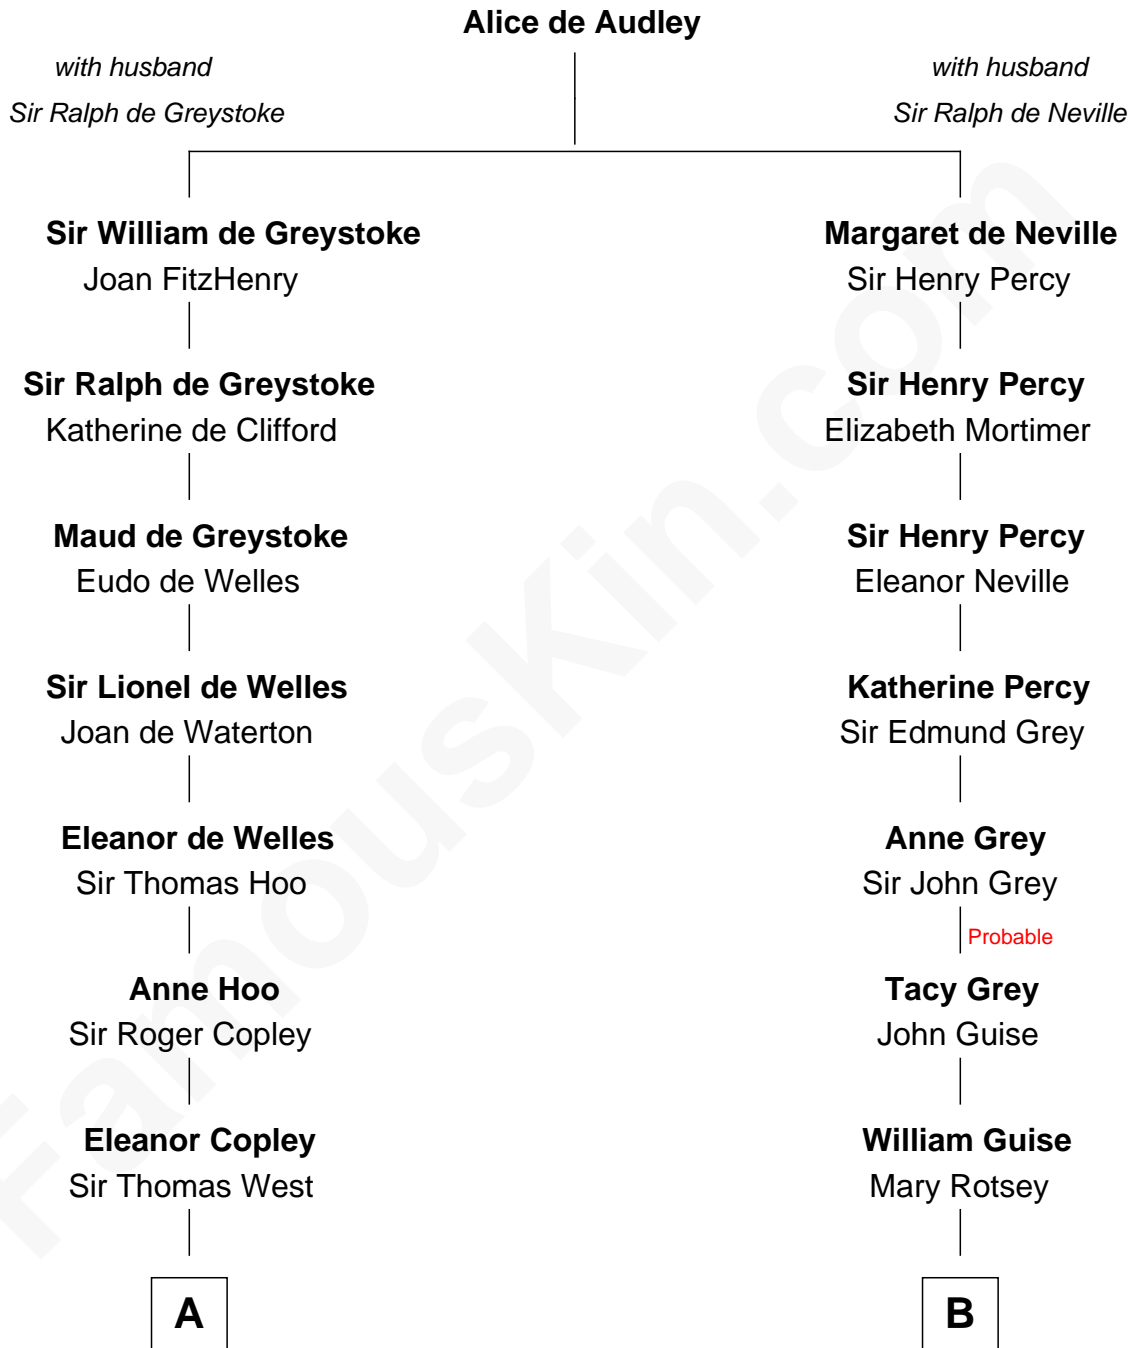 Alice de Audley
with husband
Sir Ralph de Greystoke
with husband
Sir Ralph de Neville
Sir William de Greystoke
Joan FitzHenry
Margaret de Neville
Sir Henry Percy
Sir Ralph de Greystoke
Katherine de Clifford
Sir Henry Percy
Elizabeth Mortimer
Maud de Greystoke
Eudo de Welles
Sir Henry Percy
Eleanor Neville
Sir Lionel de Welles
Joan de Waterton
Katherine Percy
Sir Edmund Grey
Eleanor de Welles
Sir Thomas Hoo
Anne Grey
Sir John Grey
Probable
Anne Hoo
Sir Roger Copley
Tacy Grey
John Guise
Eleanor Copley
Sir Thomas West
William Guise
Mary Rotsey
A
B
FamousKin.com